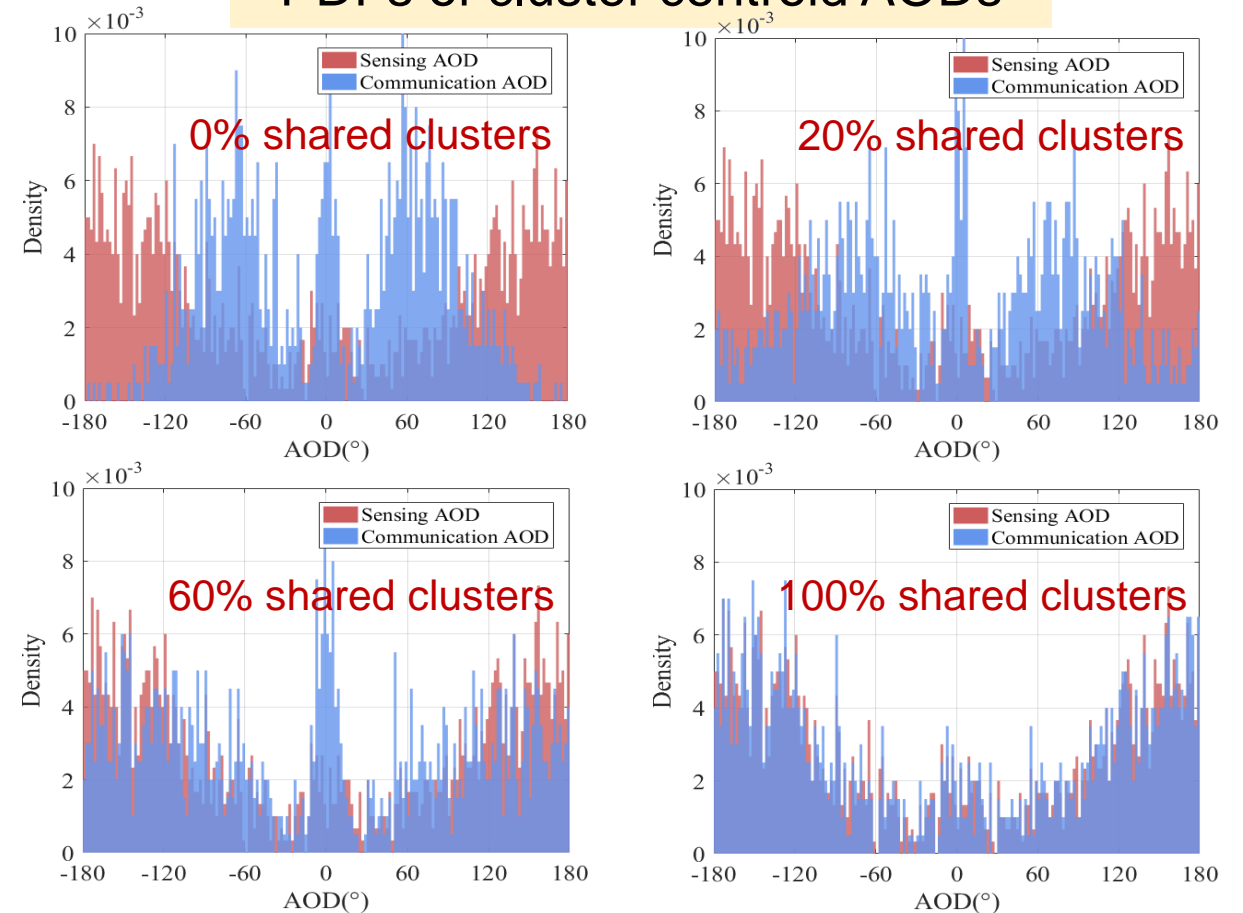 PDFs of cluster centroid AODs
×10-3
10
8
6
4
2
0
Density
Sensing AOD
Communication AOD
0% shared clusters
-180 -120 -60 0 60 120 180
AOD(°)
×10-3
10
8
6
4
2
0
Density
Sensing AOD
Communication AOD
20% shared clusters
-180 -120 -60 0 60 120 180
AOD(°)
×10-3
10
8
6
4
2
0
Density
Sensing AOD
Communication AOD
60% shared clusters
-180 -120 -60 0 60 120 180
AOD(°)
×10-3
10
8
6
4
2
0
Density
Sensing AOD
Communication AOD
100% shared clusters
-180 -120 -60 0 60 120 180
AOD(°)